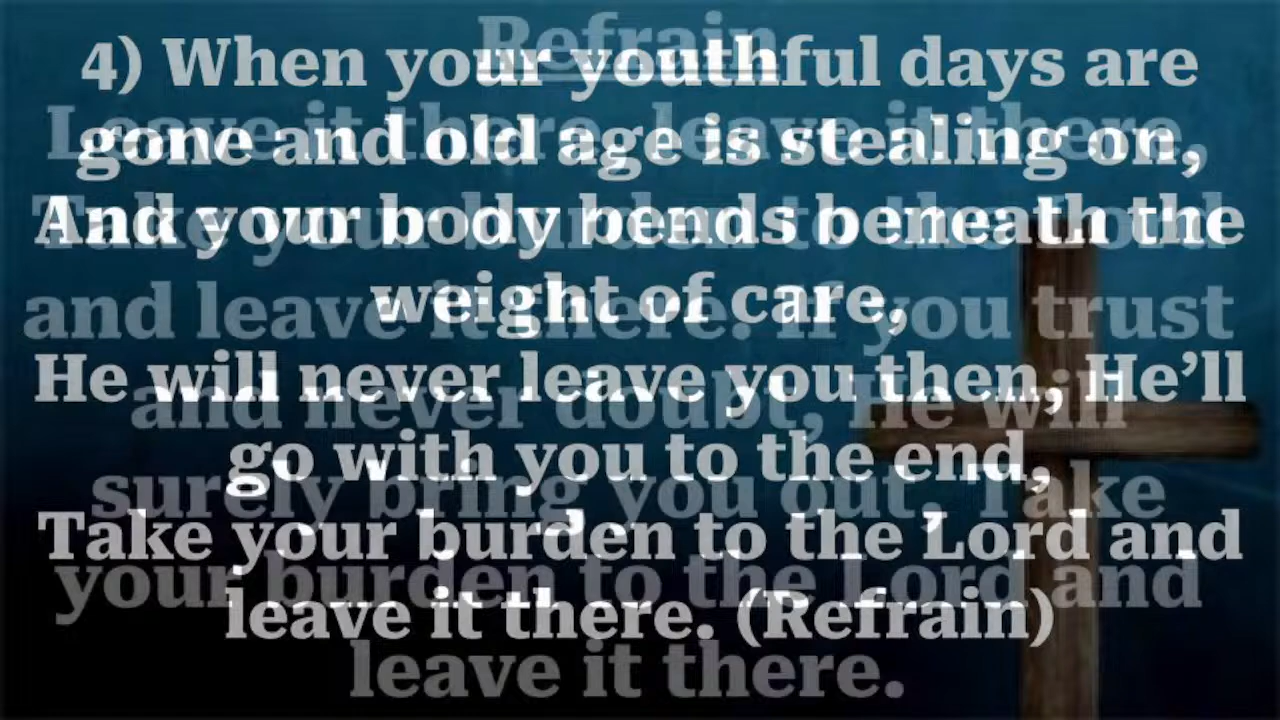 4) When your youthful days are
gone and old age is stealing on,
And your body bends beneath the
weight of care,
He will never leave you then, He’ll
go with you to the end,
Take your burden to the Lord and
leave it there. (Refrain)
Refrain
Leave it there, leave it there,
Take your burden to the Lord
and leave it there. If you trust
and never doubt, He will
surely bring you out. Take
your burden to the Lord and
leave it there.